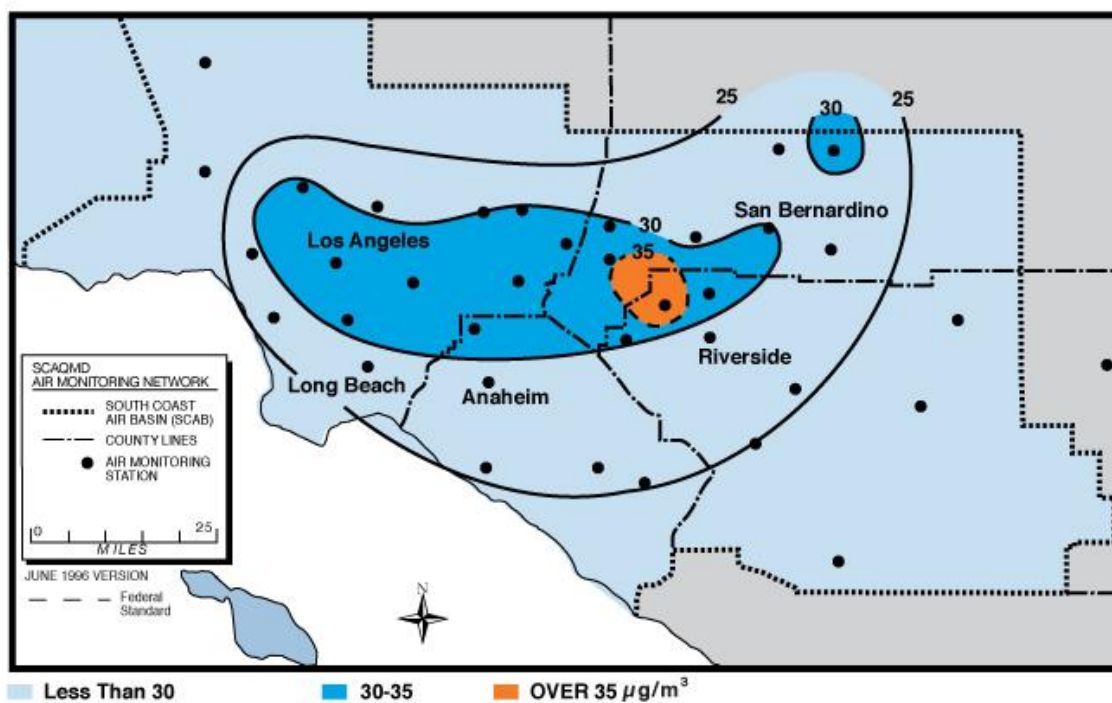 25
25
30
San Bernardino
Los Angeles
30
35
Riverside
Long Beach
Anaheim
SCAQMD
AIR MONITORING NETWORK
SOUTH COAST
AIR BASIN (SCAB)
COUNTY LINES
AIR MONITORING
STATION
0 25
MILES
JUNE 1996 VERSION
Federal
Standard
N
Less Than 30 30-35 OVER 35 μg/m³